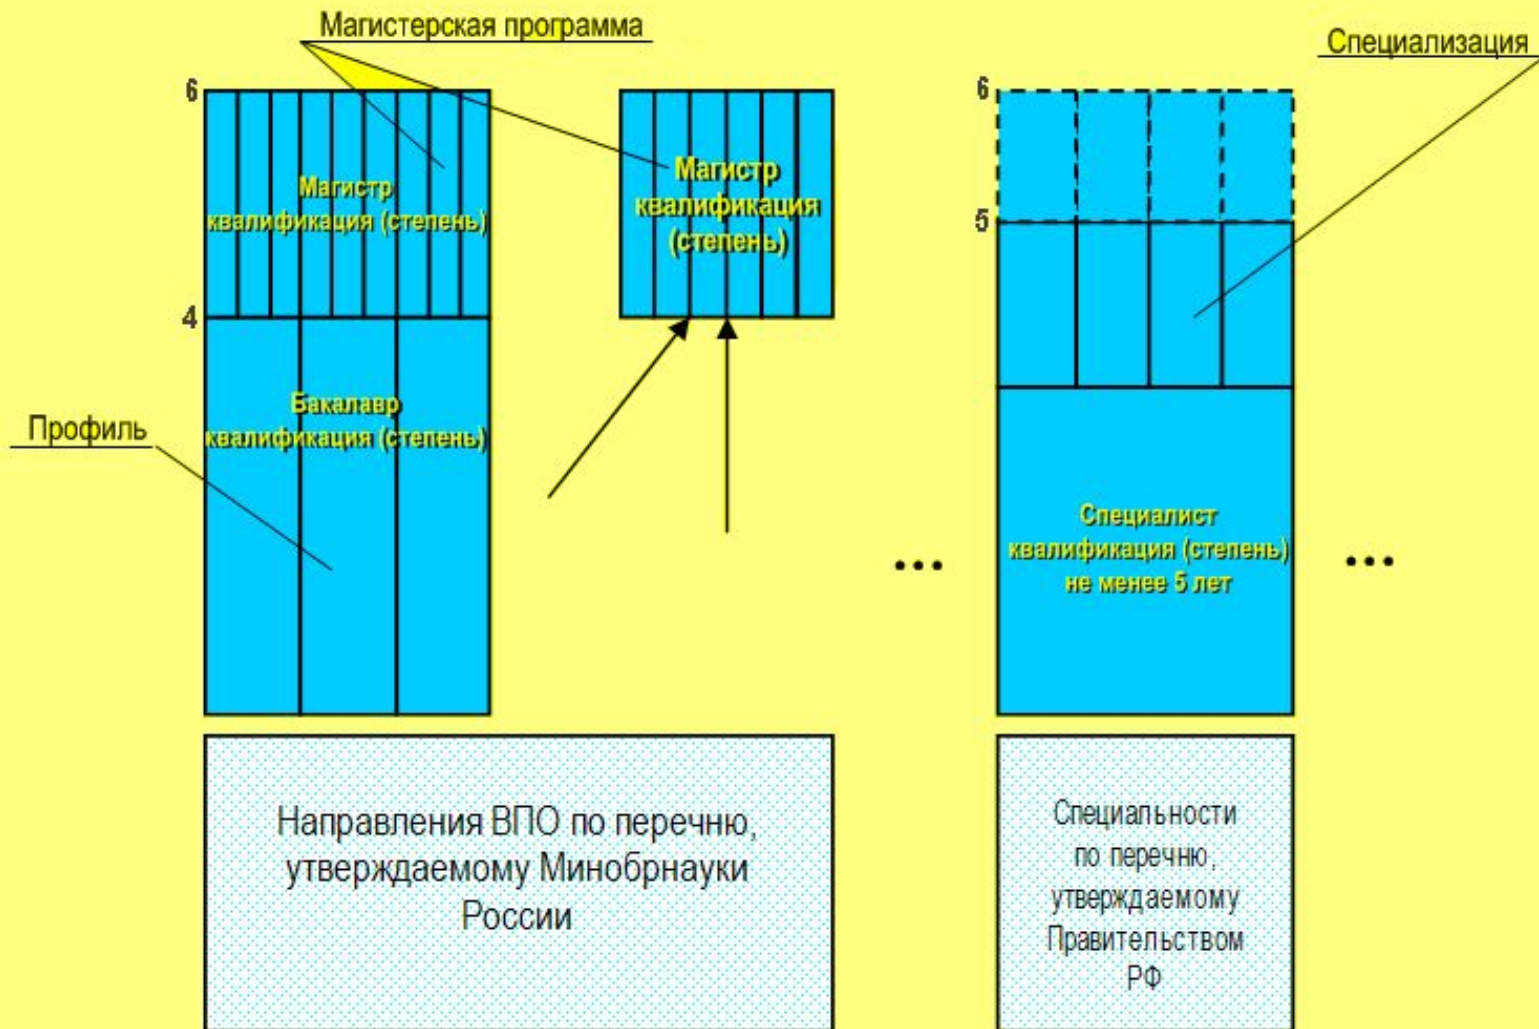 Магистерская программа
Специализация
6
6
Магистр
квалификация (степень)
Магистр
квалификация
(степень)
5
4
Бакалавр
квалификация (степень)
Профиль
Специалист
квалификация (степень)
не менее 5 лет
...
...
Направления ВПО по перечню,
утверждаемому Минобрнауки
России
Специальности
по перечню,
утверждаемому
Правительством
РФ